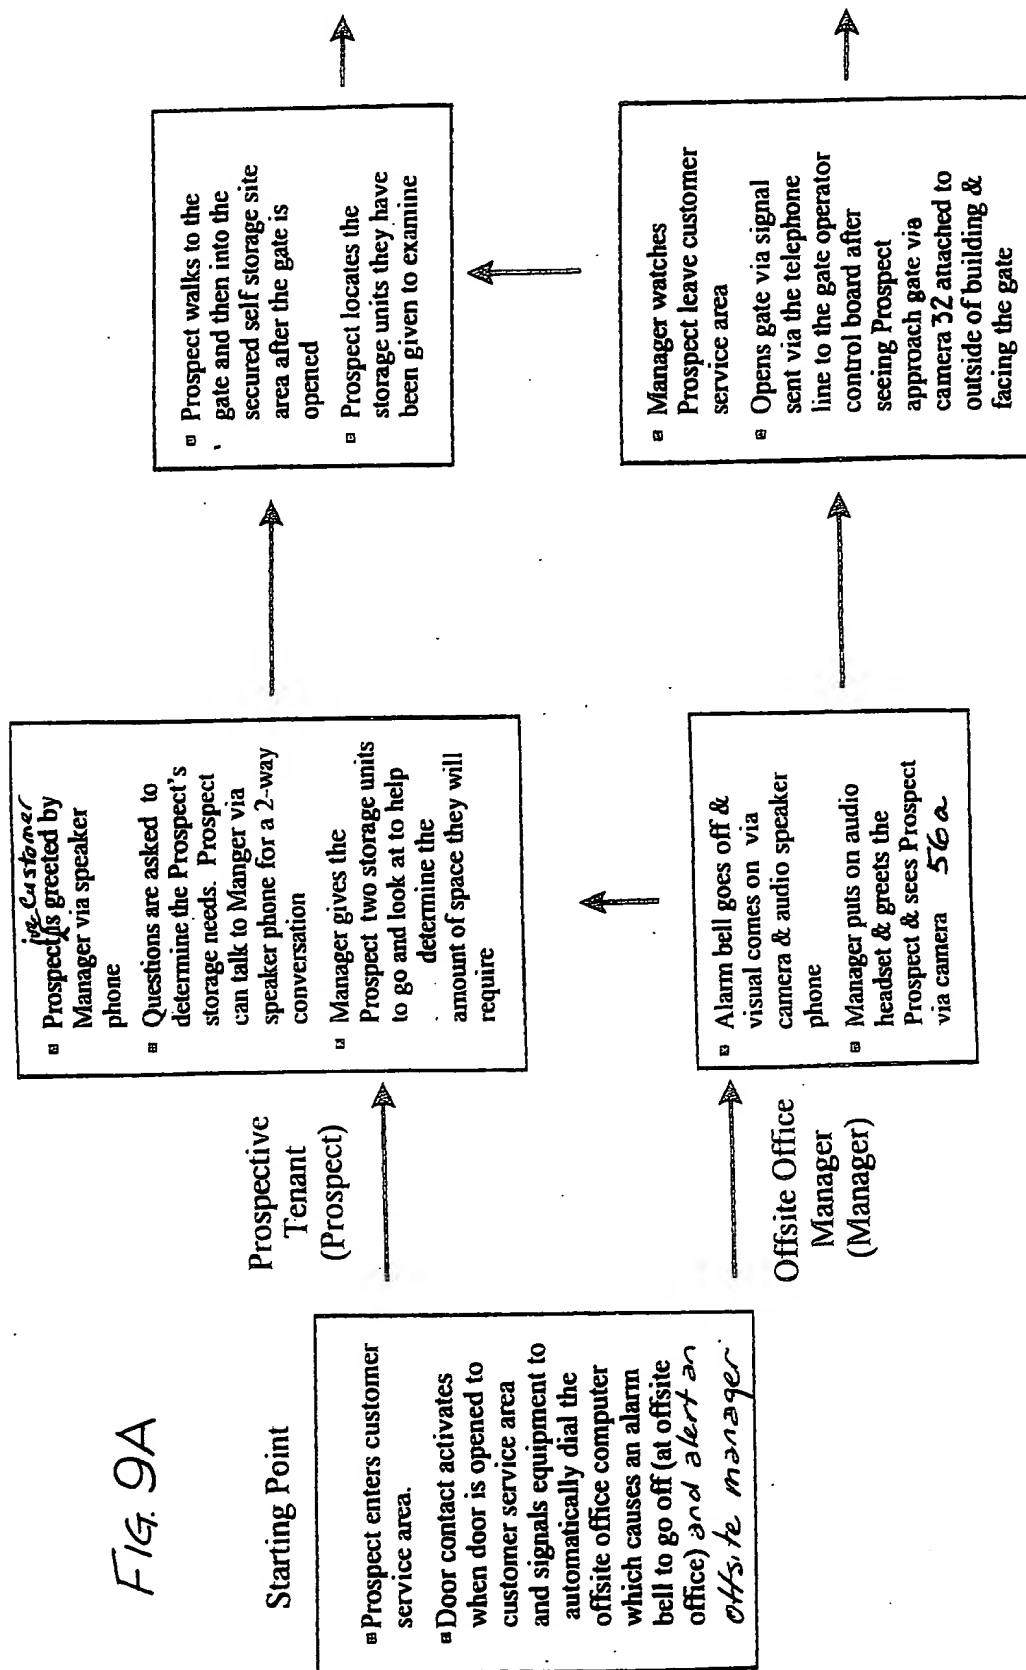 FIG. 9A
Starting Point
Prospect enters customer
service area.
Door contact activates
when door is opened to
customer service area
and signals equipment to
automatically dial the
offsite office computer
which causes an alarm
bell to go off (at offsite
office) and alert an
offsite manager.
Prospective
Tenant
(Prospect)
ive Customer
Prospect is greeted by
Manager via speaker
phone
Questions are asked to
determine the Prospect's
storage needs. Prospect
can talk to Manger via
speaker phone for a 2-way
conversation
Manager gives the
Prospect two storage units
to go and look at to help
determine the
amount of space they will
require
Prospect walks to the
gate and then into the
secured self storage site
area after the gate is
opened
Prospect locates the
storage units they have
been given to examine
Offsite Office
Manager
(Manager)
Alarm bell goes off &
visual comes on via
camera & audio speaker
phone
Manager puts on audio
headset & greets the
Prospect & sees Prospect
via camera 56a
Manager watches
Prospect leave customer
service area
Opens gate via signal
sent via the telephone
line to the gate operator
control board after
seeing Prospect
approach gate via
camera 32 attached to
outside of building &
facing the gate